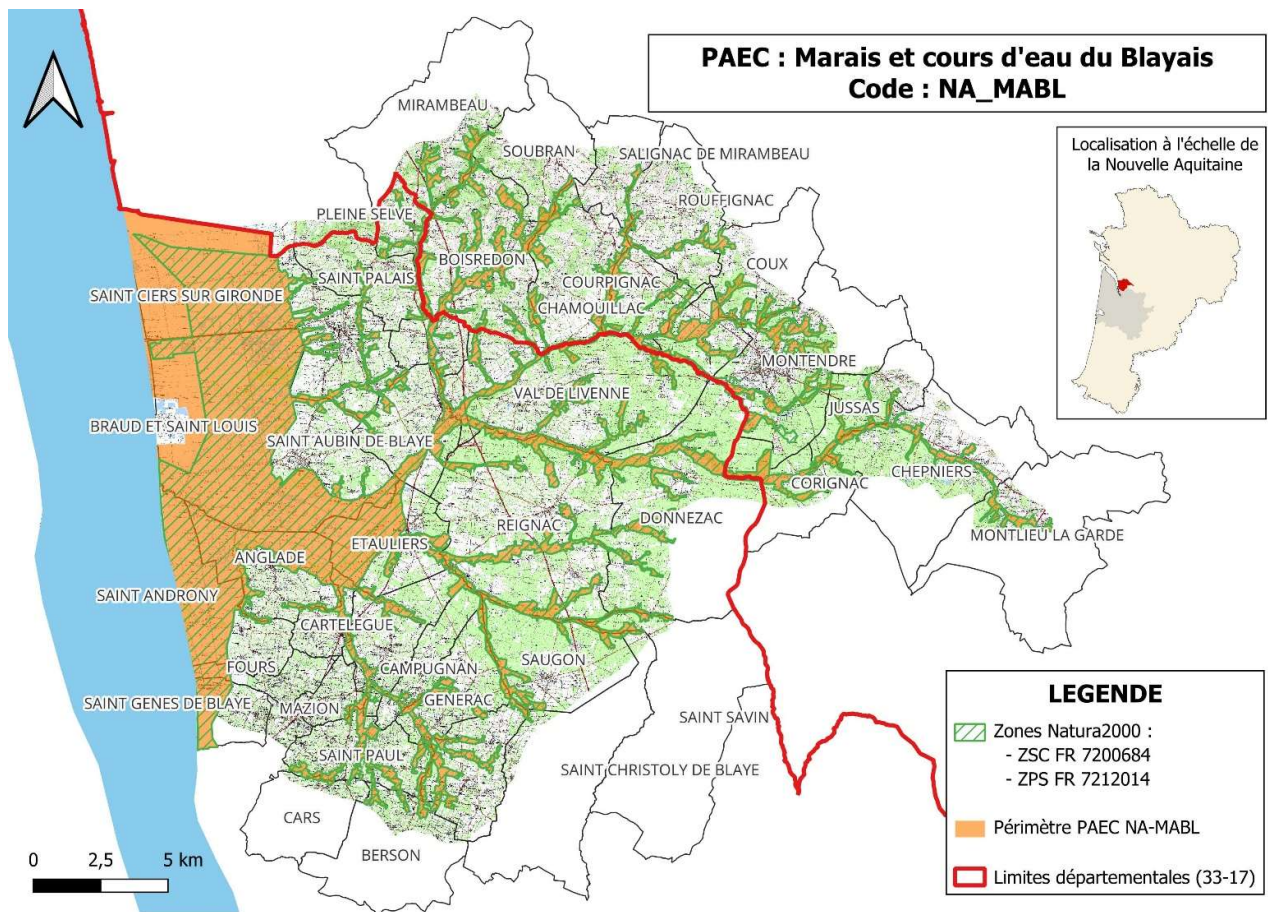 PAEC : Marais et cours d'eau du Blayais
Code : NA_MABL
Localisation à l'échelle de
la Nouvelle Aquitaine
MIRAMBEAU
SOUBRAN
SALIGNAC DE MIRAMBEAU
ROUFFIGNAC
PLEINE SELVE
BOISREDON
COUX
SAINT PALAIS
COURPIGNAC
SAINT CIERS SUR GIRONDE
CHAMOUILLAC
MONTENDRE
VAL DE LIVENNE
JUSSAS
BRAUD ET SAINT LOUIS
SAINT AUBIN DE BLAYE
CHEPNIERS
CORIGNAC
DONNEZAC
REIGNAC
MONTLIEU LA GARDE
ETAULIERS
ANGLADE
SAINT ANDRONY
CARTELEGUE
FOURS
CAMPUGNAN
SAUGON
GENERAC
SAINT GENES DE BLAYE
MAZION
SAINT SAVIN
SAINT PAUL
SAINT CHRISTOLY DE BLAYE
CARS
BERSON
0 2,5 5 km
LEGENDE
Zones Natura2000 :
- ZSC FR 7200684
- ZPS FR 7212014
Périmètre PAEC NA-MABL
Limites départementales (33-17)